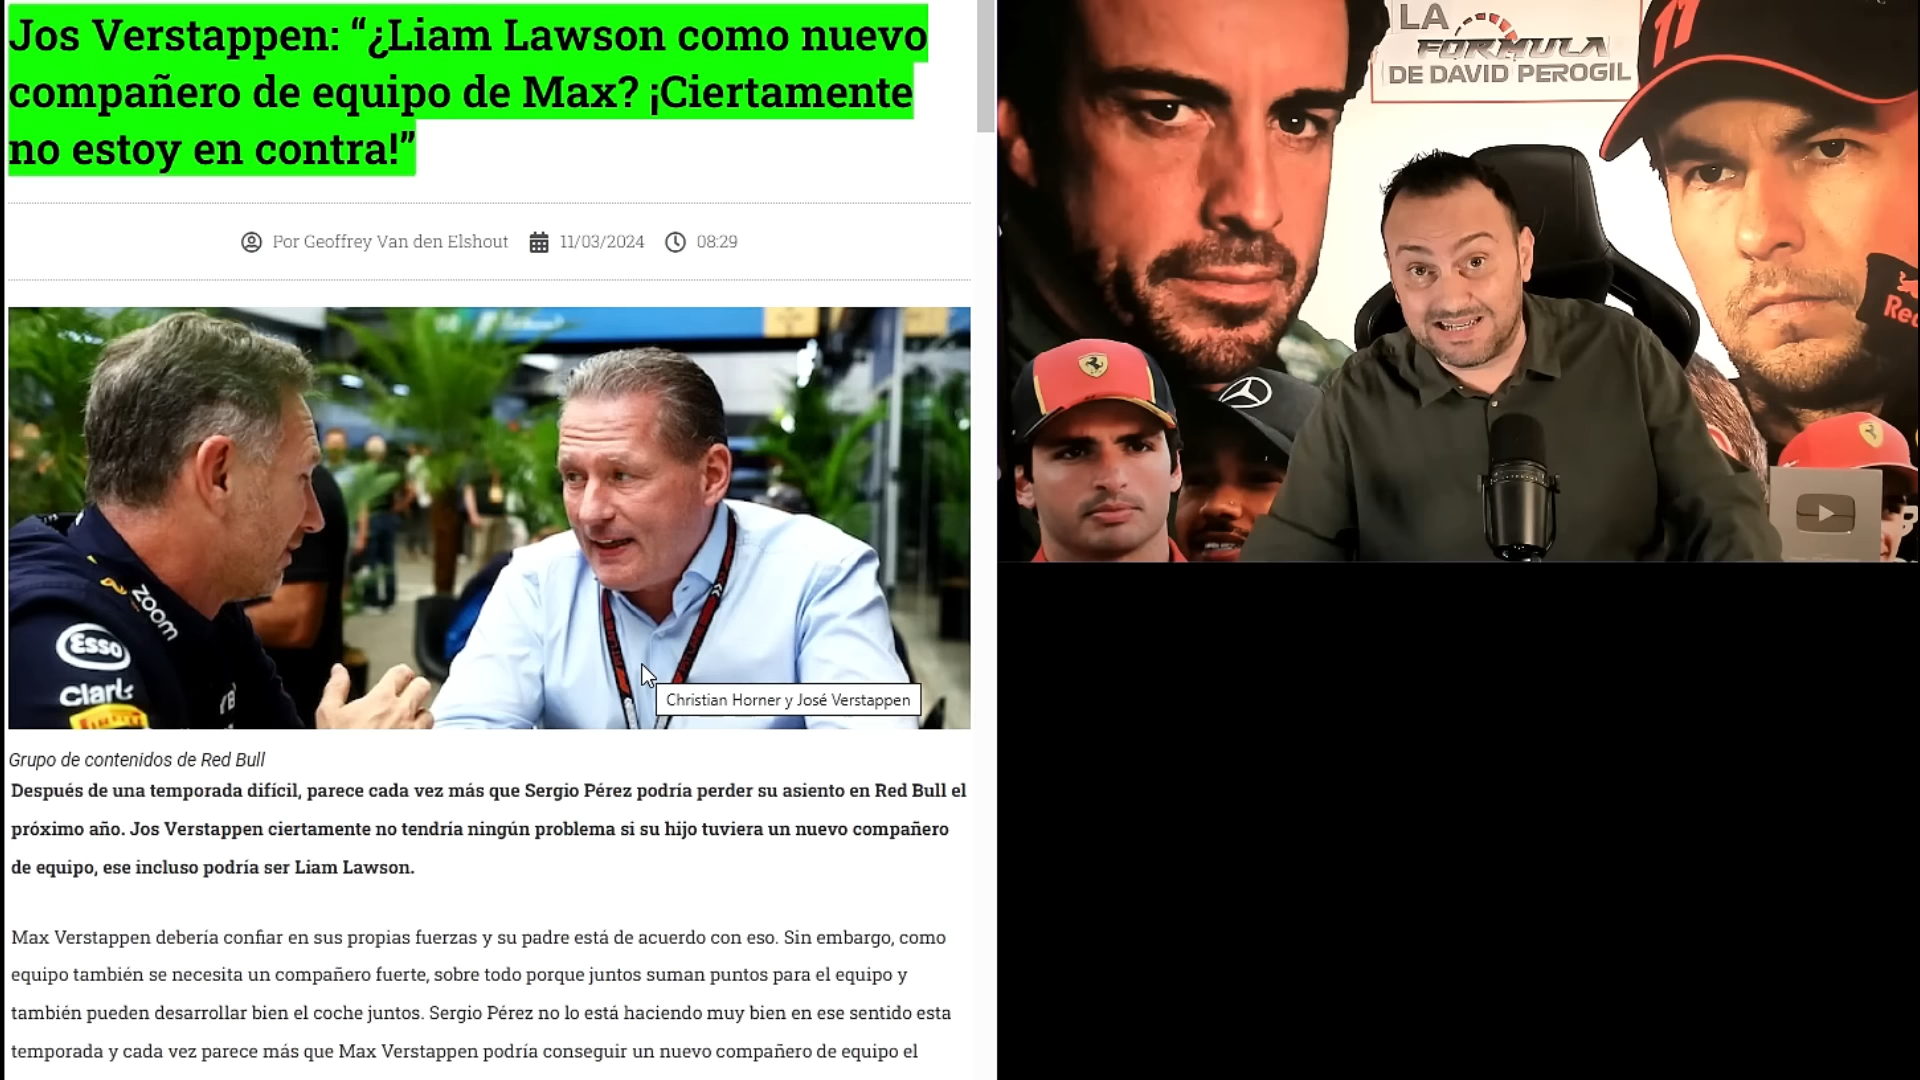 Jos Verstappen: “¿Liam Lawson como nuevo
compañero de equipo de Max? ¡Ciertamente
no estoy en contra!”
Por Geoffrey Van den Elshout 11/03/2024 08:29
zoom
Esso
Clarks
PIRELLI
Christian Horner y José Verstappen
Grupo de contenidos de Red Bull
Después de una temporada difícil, parece cada vez más que Sergio Pérez podría perder su asiento en Red Bull el
próximo año. Jos Verstappen ciertamente no tendría ningún problema si su hijo tuviera un nuevo compañero
de equipo, ese incluso podría ser Liam Lawson.
Max Verstappen debería confiar en sus propias fuerzas y su padre está de acuerdo con eso. Sin embargo, como
equipo también se necesita un compañero fuerte, sobre todo porque juntos suman puntos para el equipo y
también pueden desarrollar bien el coche juntos. Sergio Pérez no lo está haciendo muy bien en ese sentido esta
temporada y cada vez parece más que Max Verstappen podría conseguir un nuevo compañero de equipo el
LA
FORMULA
DE DAVID PEROGIL
11
Red